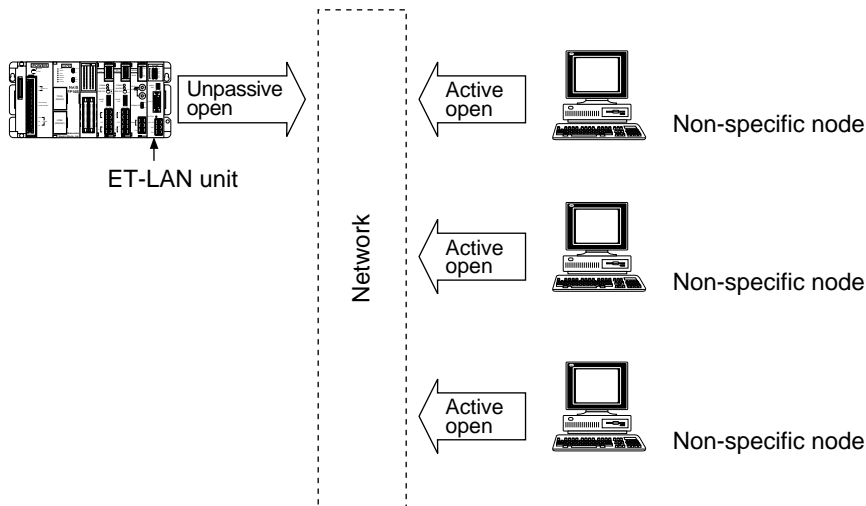 Unpassive
open
ET-LAN unit
Network
Active
open
Non-specific node
Active
open
Non-specific node
Active
open
Non-specific node